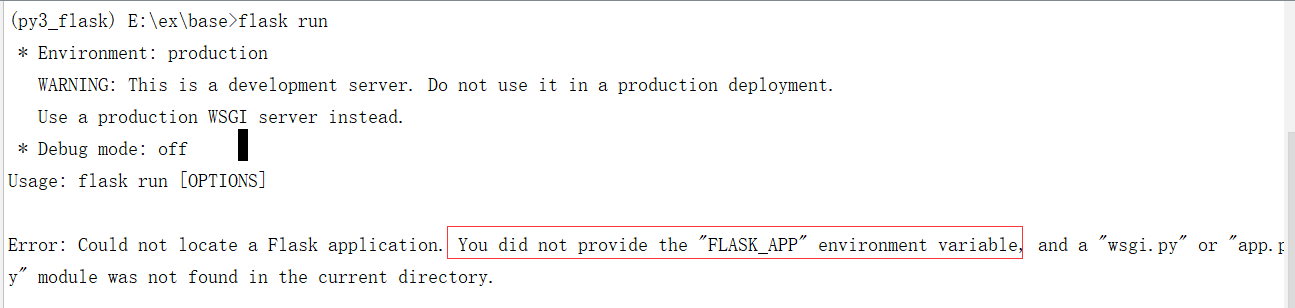 (py3_flask) E:\ex\base>flask run
 * Environment: production
   WARNING: This is a development server. Do not use it in a production deployment.
   Use a production WSGI server instead.
 * Debug mode: off
Usage: flask run [OPTIONS]

Error: Could not locate a Flask application. You did not provide the "FLASK_APP" environment variable, and a "wsgi.py" or "app.p
y" module was not found in the current directory.